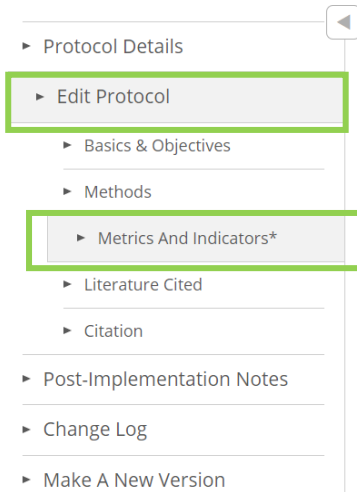 Protocol Details
Edit Protocol
Basics & Objectives
Methods
Metrics And Indicators*
Literature Cited
Citation
Post-Implementation Notes
Change Log
Make A New Version